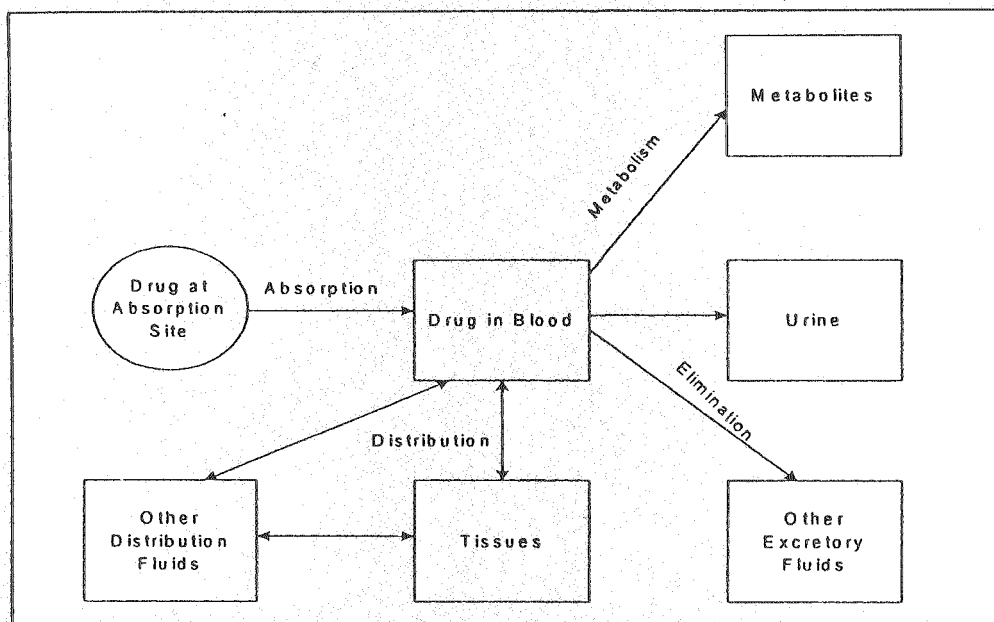 Metabolites
Metabolism
Drug at
Absorption
Site
Absorption
Drug in Blood
Urine
Elimination
Distribution
Other
Distribution
Fluids
Tissues
Other
Excretory
Fluids